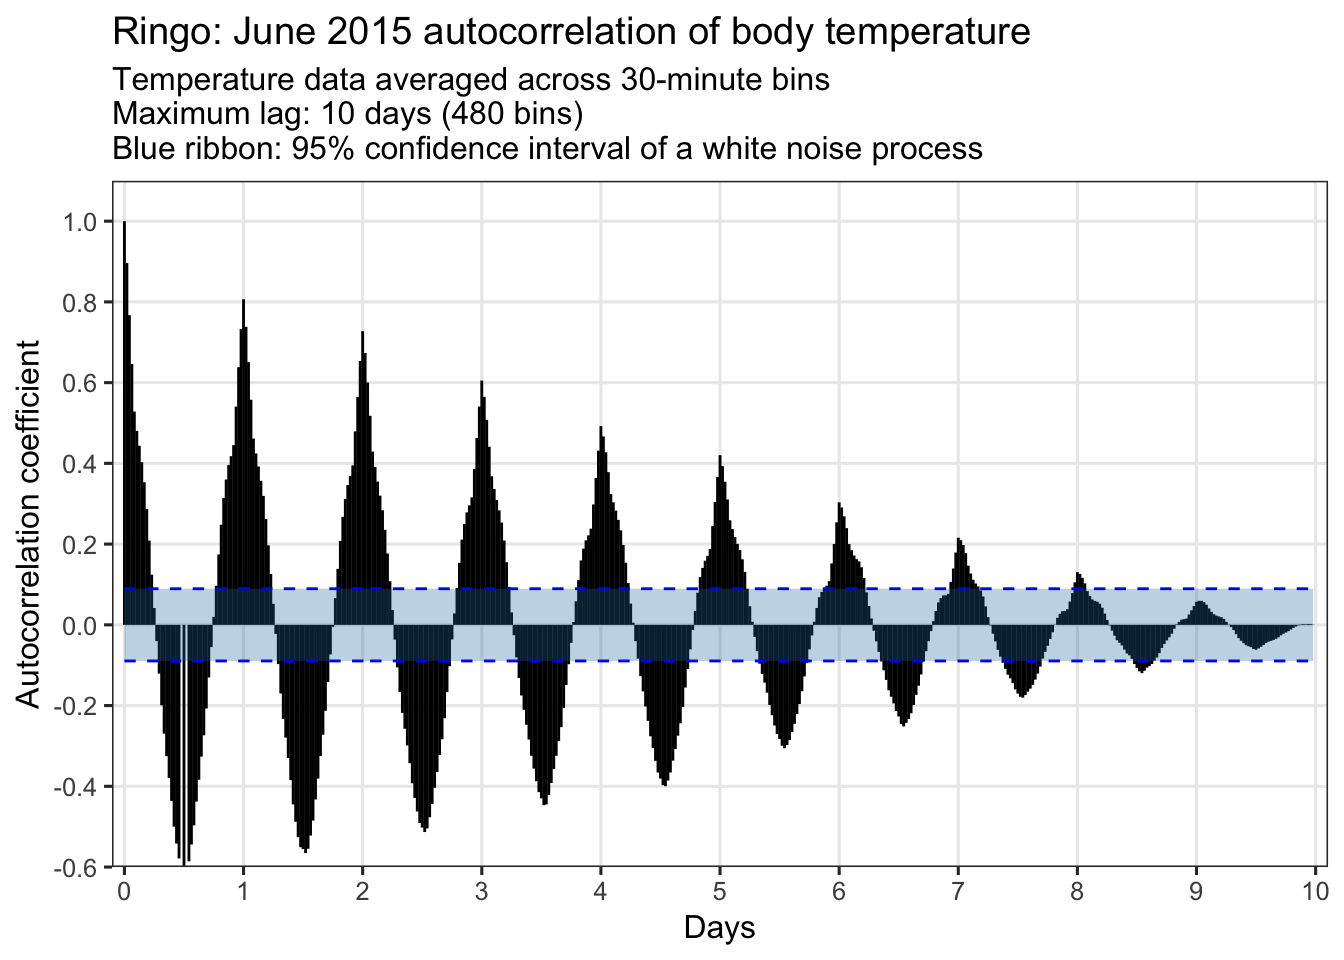 Ringo: June 2015 autocorrelation of body temperature
Temperature data averaged across 30-minute bins
Maximum lag: 10 days (480 bins)
Blue ribbon: 95% confidence interval of a white noise process
Autocorrelation coefficient
1.0
0.8
0.6
0.4
0.2
0.0
-0.2
-0.4
-0.6
0 1 2 3 4 5 6 7 8 9 10
Days